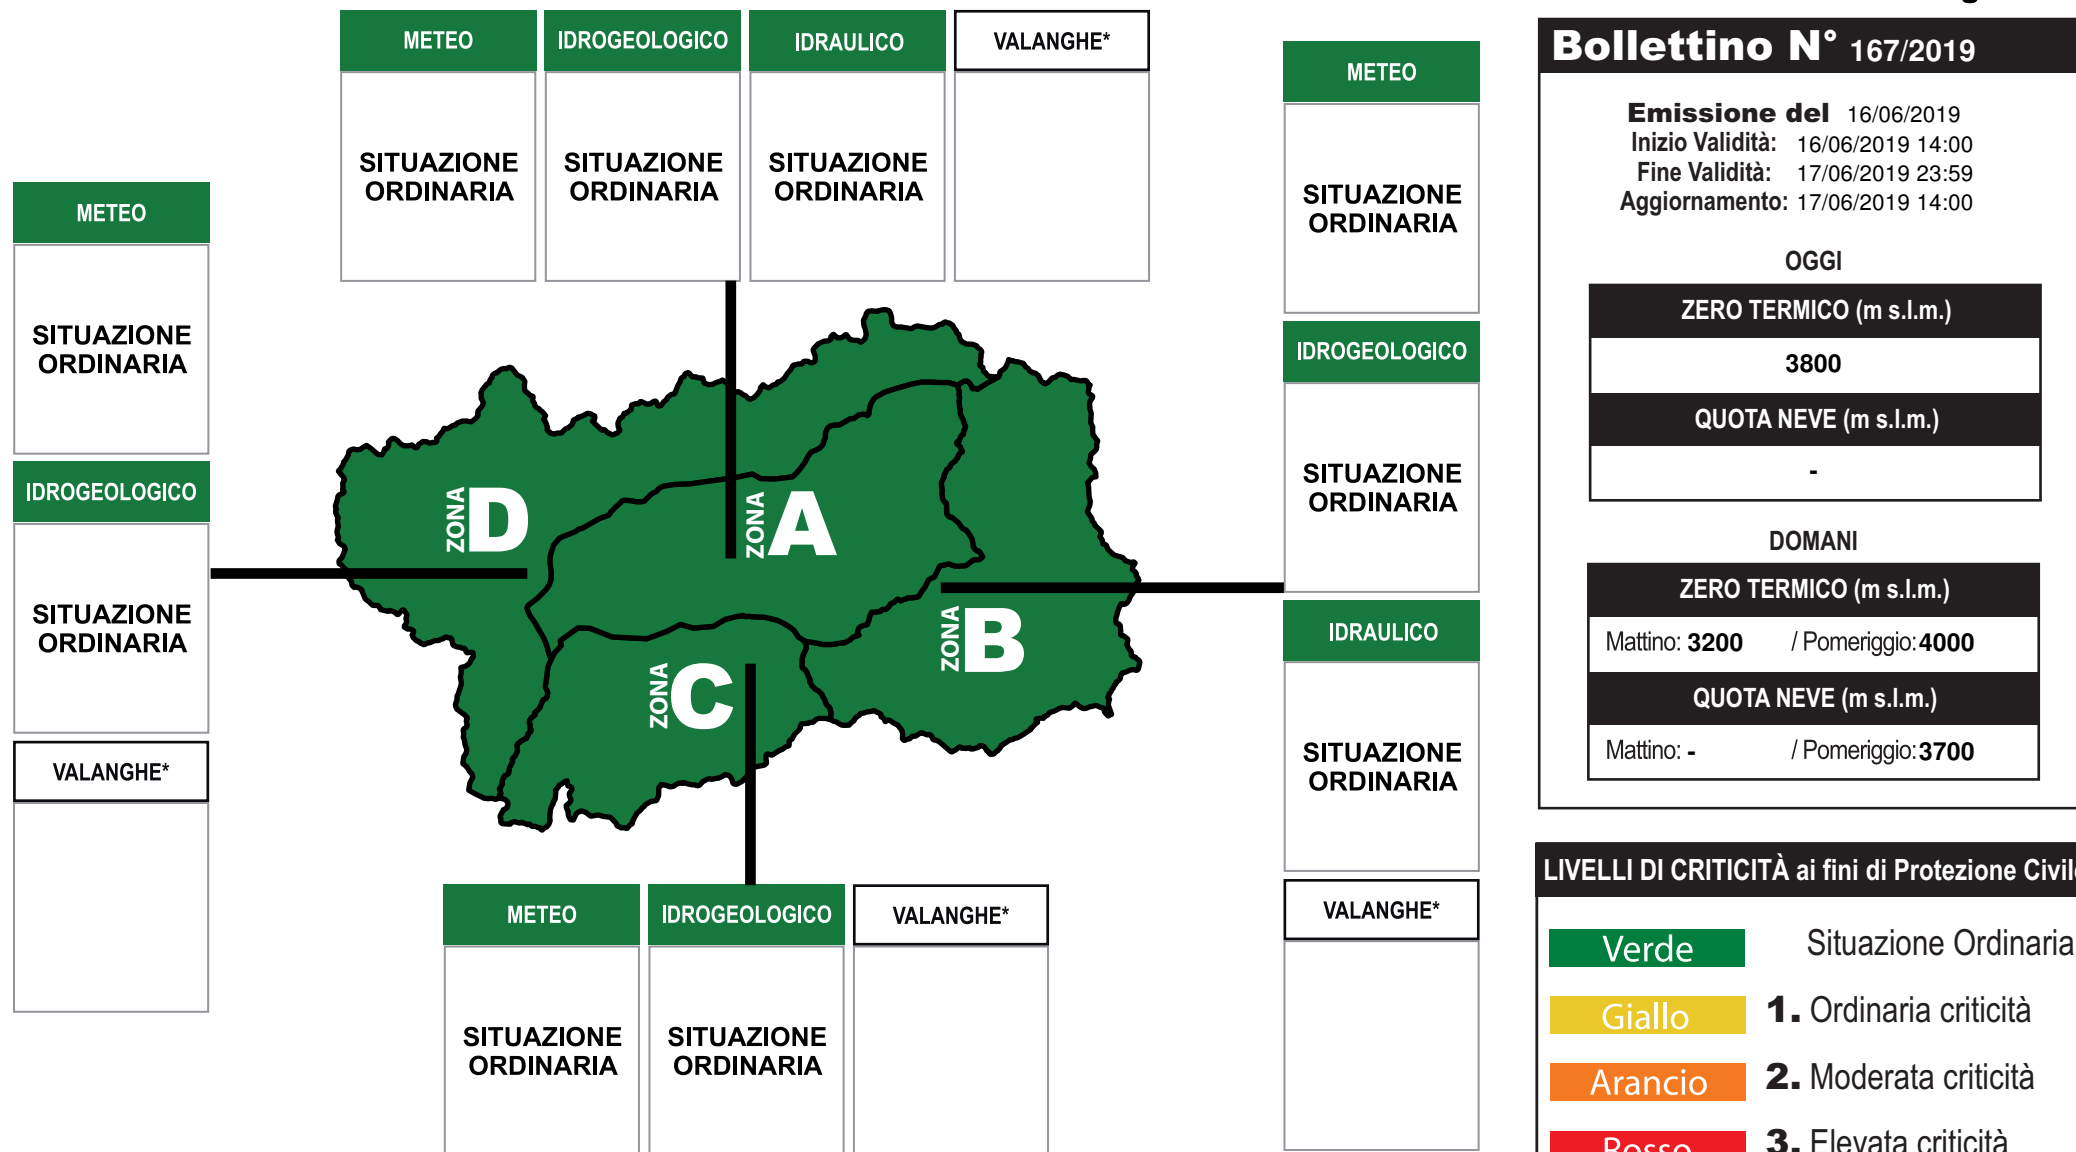 METEO
IDROGEOLOGICO
IDRAULICO
VALANGHE*
SITUAZIONE
ORDINARIA
SITUAZIONE
ORDINARIA
SITUAZIONE
ORDINARIA
METEO
SITUAZIONE
ORDINARIA
IDROGEOLOGICO
SITUAZIONE
ORDINARIA
VALANGHE*
ZONA D
ZONA A
ZONA B
ZONA C
METEO
SITUAZIONE
ORDINARIA
IDROGEOLOGICO
SITUAZIONE
ORDINARIA
IDRAULICO
SITUAZIONE
ORDINARIA
VALANGHE*
METEO
IDROGEOLOGICO
VALANGHE*
SITUAZIONE
ORDINARIA
SITUAZIONE
ORDINARIA
Bollettino N° 167/2019
Emissione del 16/06/2019
Inizio Validità: 16/06/2019 14:00
Fine Validità: 17/06/2019 23:59
Aggiornamento: 17/06/2019 14:00
OGGI
ZERO TERMICO (m s.l.m.)
3800
QUOTA NEVE (m s.l.m.)
-
DOMANI
ZERO TERMICO (m s.l.m.)
Mattino: 3200 / Pomeriggio: 4000
QUOTA NEVE (m s.l.m.)
Mattino: - / Pomeriggio: 3700
LIVELLI DI CRITICITÀ ai fini di Protezione Civile
Verde Situazione Ordinaria
Giallo 1. Ordinaria criticità
Arancio 2. Moderata criticità
Rosso 3. Elevata criticità